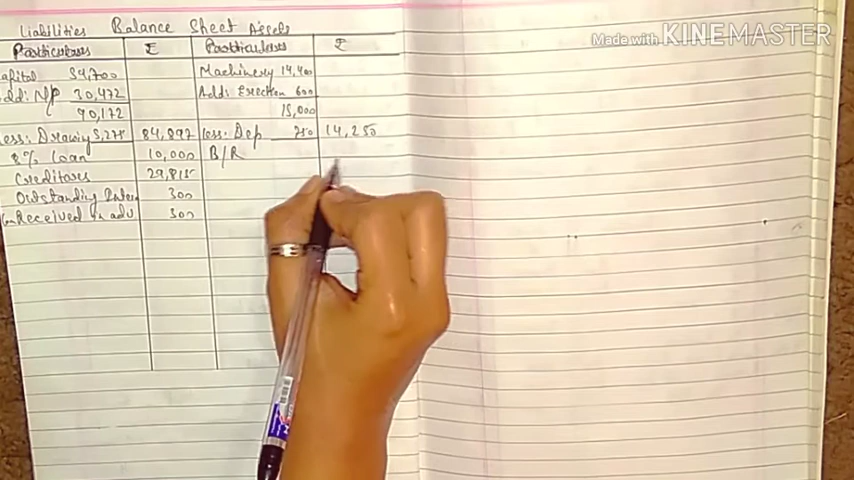 Made with KINEMASTER
Liabilities Balance Sheet Assets
Particulars ₹ Particulars ₹
apital 59,700 Machinery 14,400
Add: NP 30,472 Add: Erection 600
90,172 15,000
ess: Drawing 5,275 84,897 Less: Dep 750 14,250
8% Loan 10,000 B/R
Creditors 29,815
Outstanding Inter 300
Received in adv 300